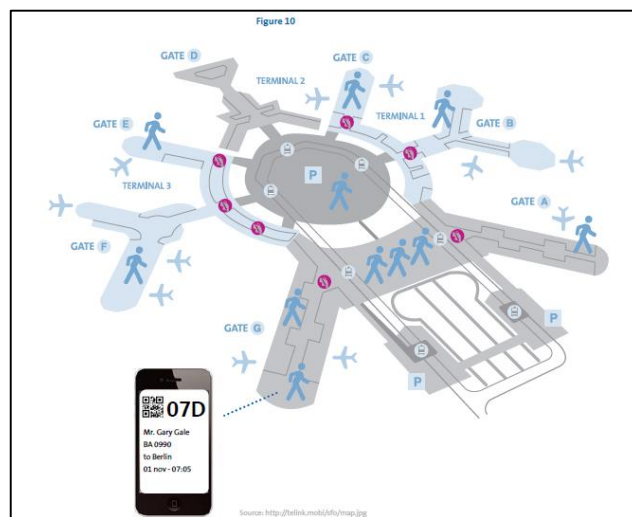 Figure 10
GATE D
GATE C
TERMINAL 2
TERMINAL 1
GATE E
GATE B
P
TERMINAL 3
GATE A
GATE F
GATE G
P
P
07D
Mr. Gary Gale
BA 0990
to Berlin
01 nov - 07:05
Source: http://telink.mobi/sfo/map.jpg